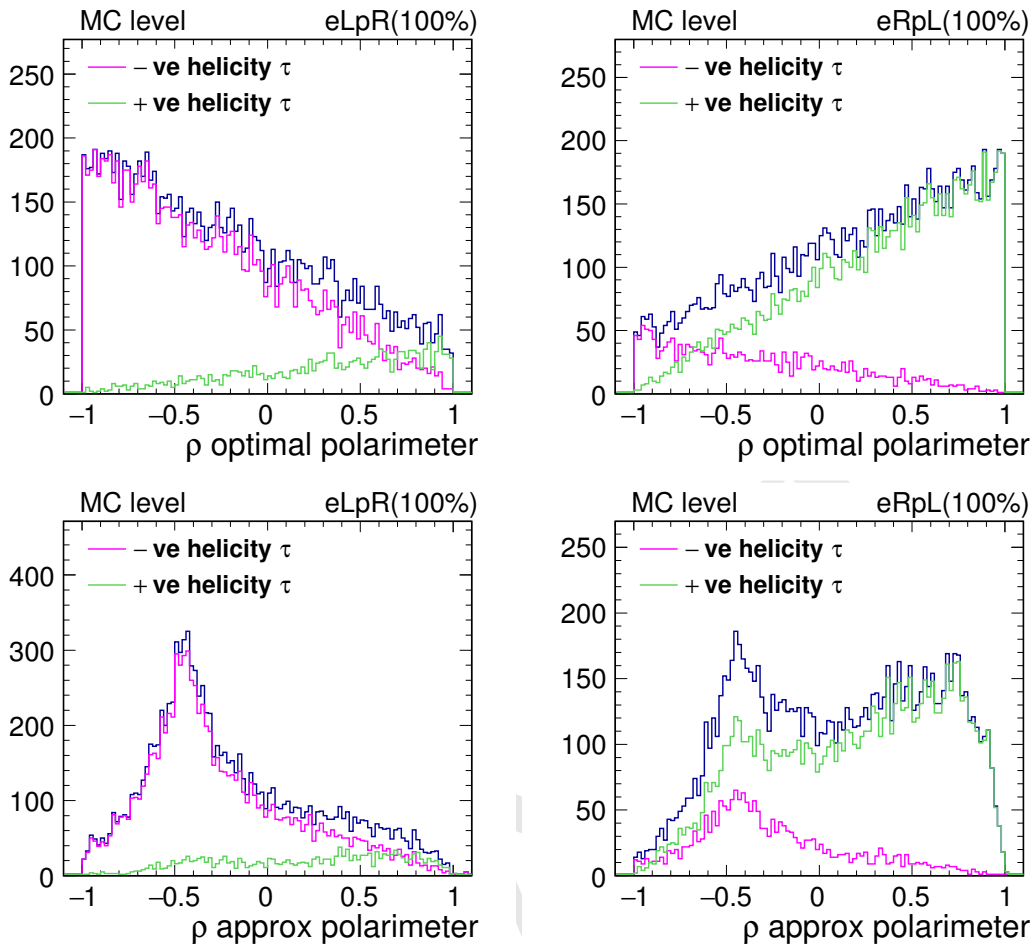 MC level eLpR(100%)
− ve helicity τ
+ ve helicity τ
250
200
150
100
50
0
−1 −0.5 0 0.5 1
ρ optimal polarimeter
MC level eRpL(100%)
− ve helicity τ
+ ve helicity τ
250
200
150
100
50
0
−1 −0.5 0 0.5 1
ρ optimal polarimeter
MC level eLpR(100%)
− ve helicity τ
+ ve helicity τ
400
300
200
100
0
−1 −0.5 0 0.5 1
ρ approx polarimeter
MC level eRpL(100%)
− ve helicity τ
+ ve helicity τ
250
200
150
100
50
0
−1 −0.5 0 0.5 1
ρ approx polarimeter